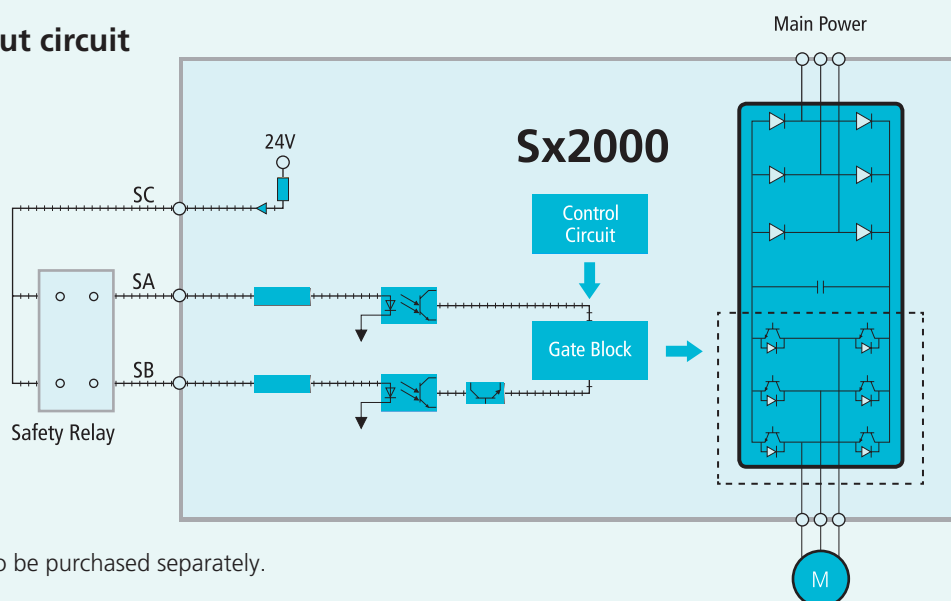 ut circuit
Main Power
24V
Sx2000
SC
Control
Circuit
SA
Gate Block
SB
Safety Relay
o be purchased separately.
M